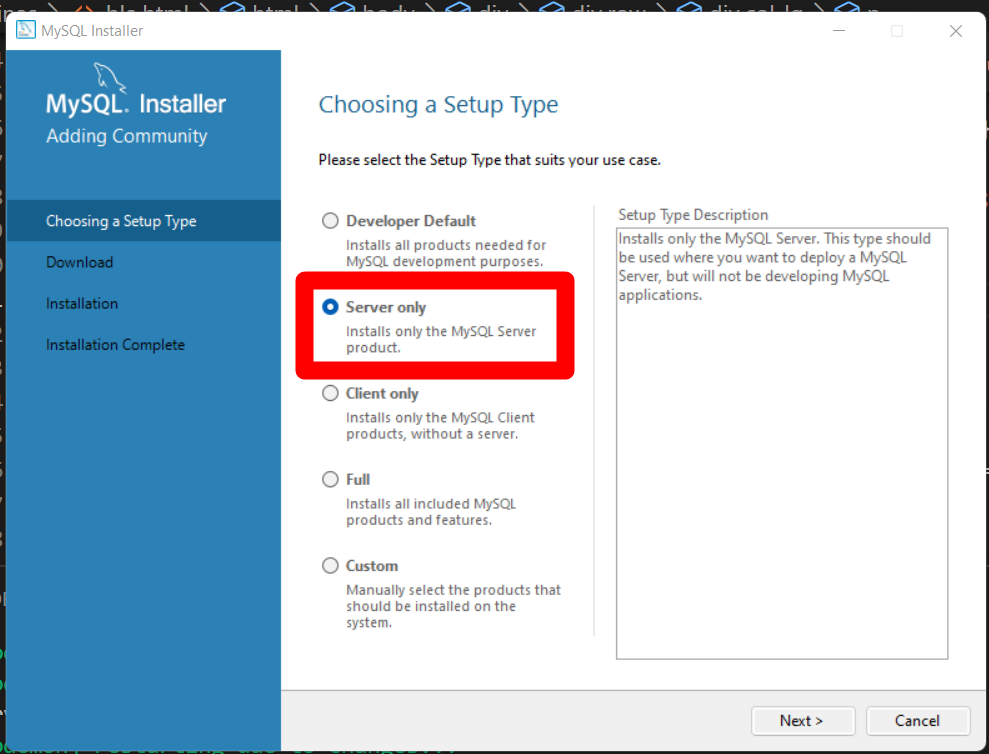 MySQL Installer
MySQL. Installer
Adding Community
Choosing a Setup Type
Download
Installation
Installation Complete
Choosing a Setup Type
Please select the Setup Type that suits your use case.
Developer Default
Installs all products needed for
MySQL development purposes.
Server only
Installs only the MySQL Server
product.
Client only
Installs only the MySQL Client
products, without a server.
Full
Installs all included MySQL
products and features.
Custom
Manually select the products that
should be installed on the
system.
Setup Type Description
Installs only the MySQL Server. This type should
be used where you want to deploy a MySQL
Server, but will not be developing MySQL
applications.
Next >
Cancel